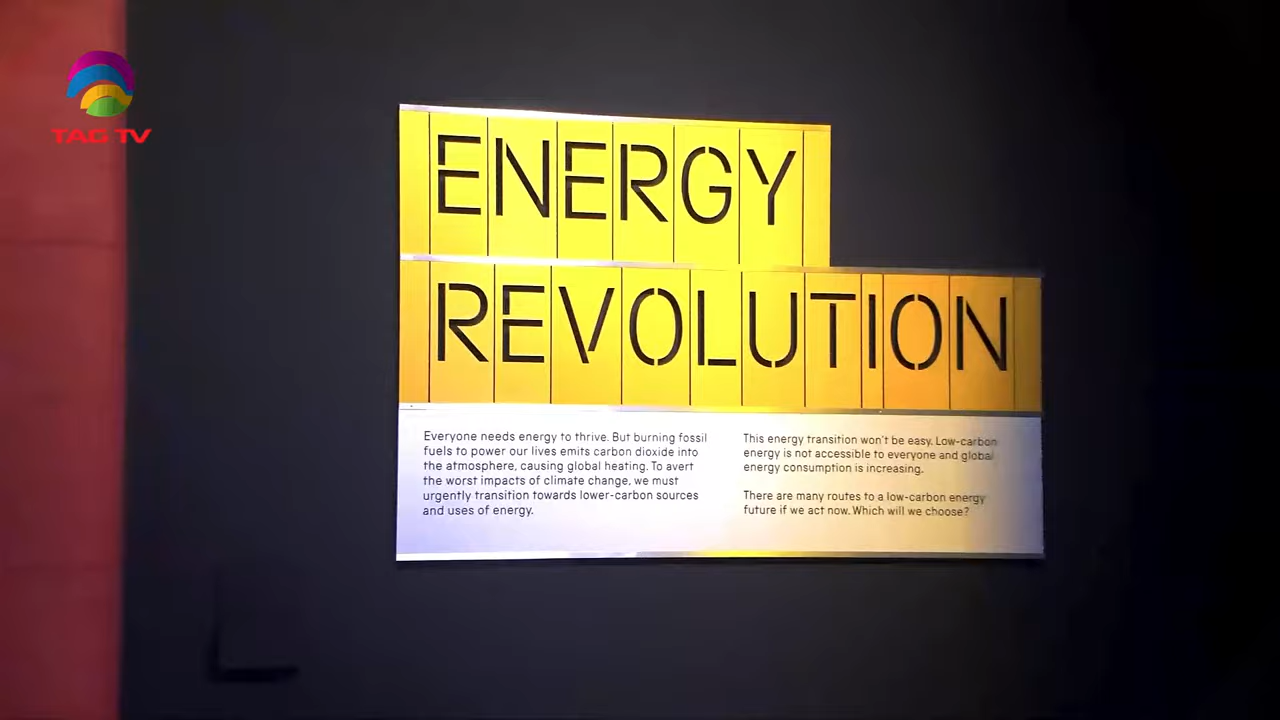 TAG TV
ENERGY
REVOLUTION
Everyone needs energy to thrive. But burning fossil
fuels to power our lives emits carbon dioxide into
the atmosphere, causing global heating. To avert
the worst impacts of climate change, we must
urgently transition towards lower-carbon sources
and uses of energy.
This energy transition won't be easy. Low-carbon
energy is not accessible to everyone and global
energy consumption is increasing.
There are many routes to a low-carbon energy
future if we act now. Which will we choose?